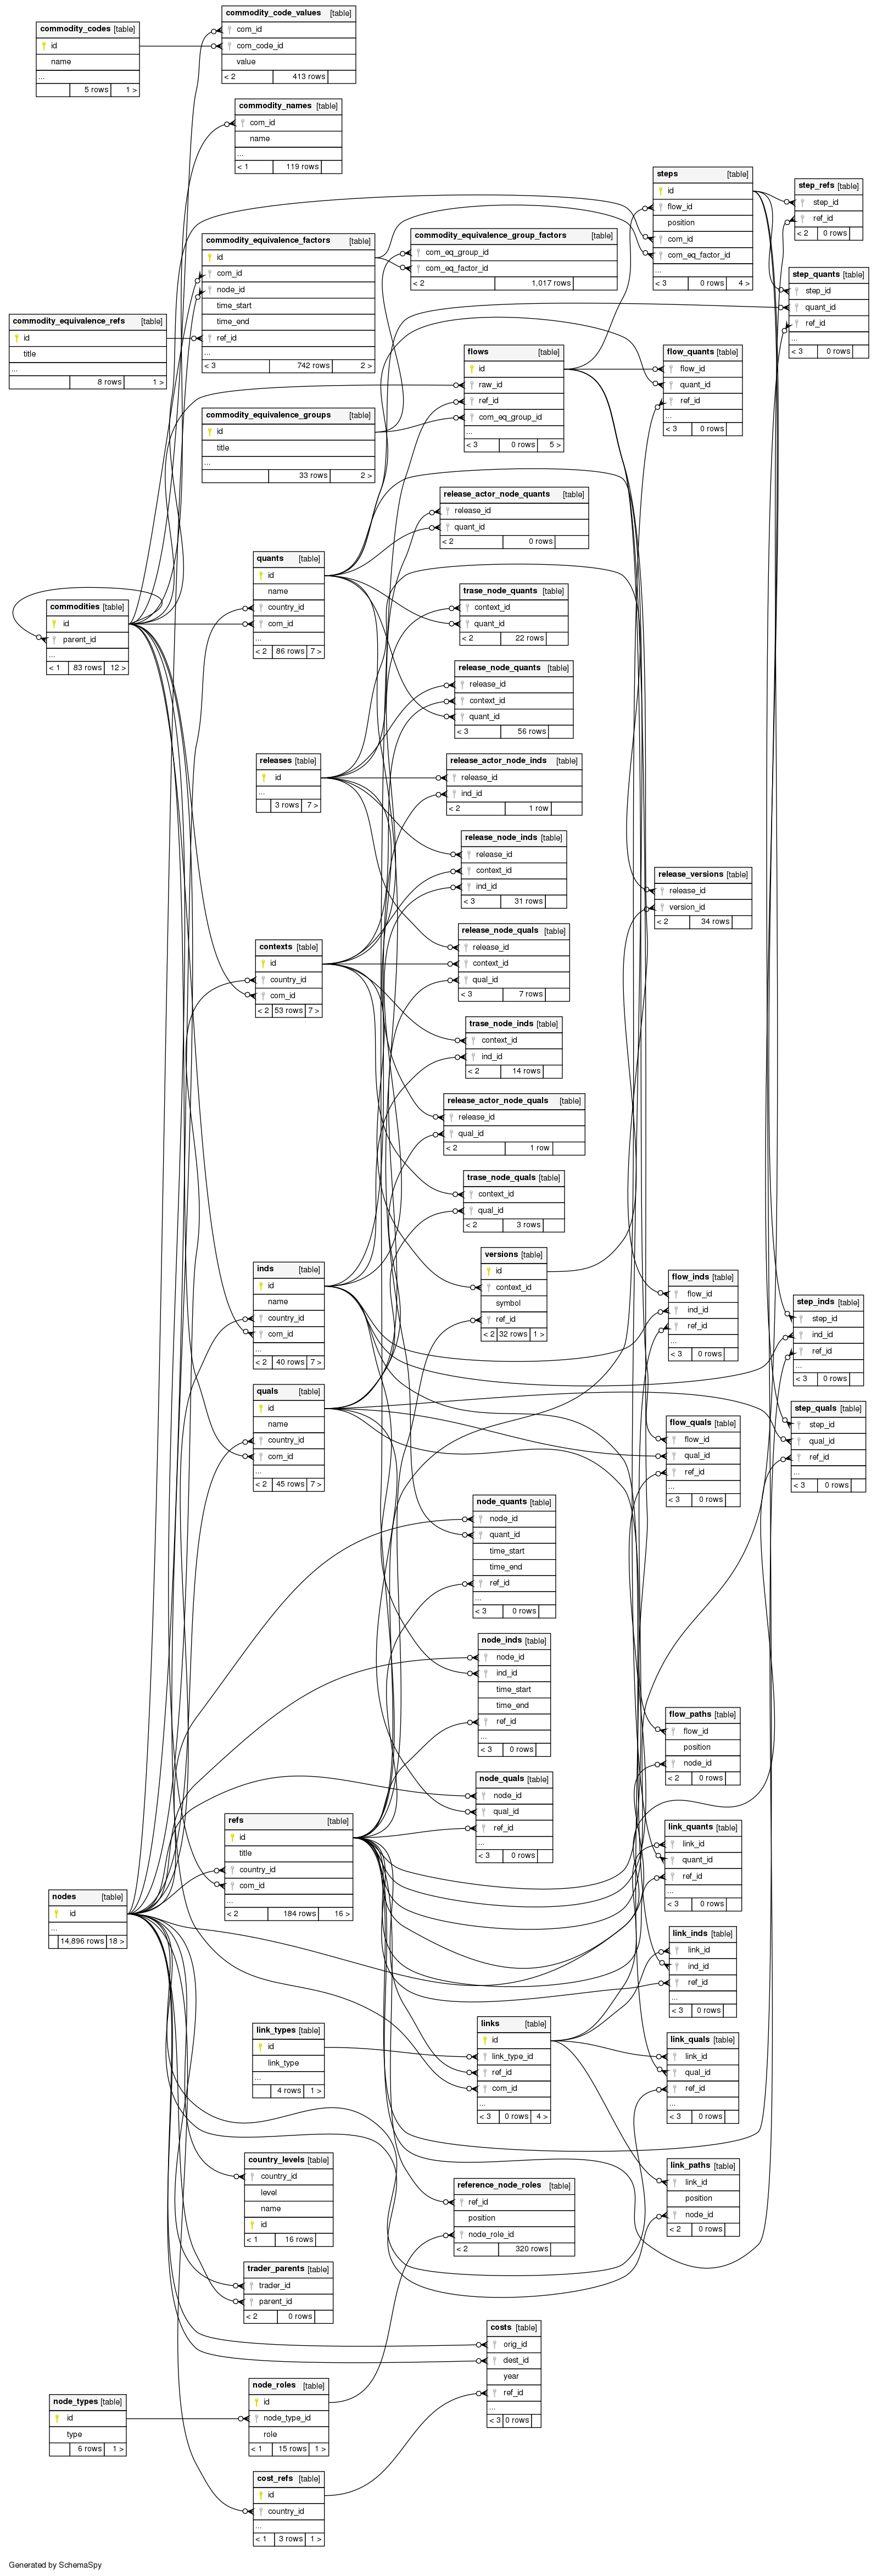 commodity_codes [table]
id
name
...
5 rows 1 >
commodity_code_values [table]
com_id
com_code_id
value
< 2 413 rows
commodity_names [table]
com_id
name
...
< 1 119 rows
steps [table]
id
flow_id
position
com_id
com_eq_factor_id
...
< 3 0 rows 4 >
step_refs [table]
step_id
ref_id
< 2 0 rows
commodity_equivalence_factors [table]
id
com_id
node_id
time_start
time_end
ref_id
...
< 3 742 rows 2 >
commodity_equivalence_group_factors [table]
com_eq_group_id
com_eq_factor_id
< 2 1,017 rows
step_quants [table]
step_id
quant_id
ref_id
...
< 3 0 rows
commodity_equivalence_refs [table]
id
title
...
8 rows 1 >
flows [table]
id
raw_id
ref_id
com_eq_group_id
...
< 3 0 rows 5 >
flow_quants [table]
flow_id
quant_id
ref_id
...
< 3 0 rows
commodity_equivalence_groups [table]
id
title
...
33 rows 2 >
release_actor_node_quants [table]
release_id
quant_id
< 2 0 rows
quants [table]
id
name
country_id
com_id
...
< 2 86 rows 7 >
trase_node_quants [table]
context_id
quant_id
< 2 22 rows
commodities [table]
id
parent_id
...
< 1 83 rows 12 >
release_node_quants [table]
release_id
context_id
quant_id
< 3 56 rows
releases [table]
id
...
3 rows 7 >
release_actor_node_inds [table]
release_id
ind_id
< 2 1 row
release_node_inds [table]
release_id
context_id
ind_id
< 3 31 rows
release_versions [table]
release_id
version_id
< 2 34 rows
release_node_quals [table]
release_id
context_id
qual_id
< 3 7 rows
contexts [table]
id
country_id
com_id
< 2 53 rows 7 >
trase_node_inds [table]
context_id
ind_id
< 2 14 rows
release_actor_node_quals [table]
release_id
qual_id
< 2 1 row
trase_node_quals [table]
context_id
qual_id
< 2 3 rows
versions [table]
id
context_id
symbol
ref_id
< 2 32 rows 1 >
inds [table]
id
name
country_id
com_id
...
< 2 40 rows 7 >
flow_inds [table]
flow_id
ind_id
ref_id
...
< 3 0 rows
step_inds [table]
step_id
ind_id
ref_id
...
< 3 0 rows
quals [table]
id
name
country_id
com_id
...
< 2 45 rows 7 >
flow_quals [table]
flow_id
qual_id
ref_id
...
< 3 0 rows
step_quals [table]
step_id
qual_id
ref_id
...
< 3 0 rows
node_quants [table]
node_id
quant_id
time_start
time_end
ref_id
...
< 3 0 rows
node_inds [table]
node_id
ind_id
time_start
time_end
ref_id
...
< 3 0 rows
flow_paths [table]
flow_id
position
node_id
< 2 0 rows
node_quals [table]
node_id
qual_id
ref_id
...
< 3 0 rows
refs [table]
id
title
country_id
com_id
...
< 2 184 rows 16 >
link_quants [table]
link_id
quant_id
ref_id
...
< 3 0 rows
nodes [table]
id
...
14,896 rows 18 >
link_inds [table]
link_id
ind_id
ref_id
...
< 3 0 rows
link_types [table]
id
link_type
...
4 rows 1 >
links [table]
id
link_type_id
ref_id
com_id
...
< 3 0 rows 4 >
link_quals [table]
link_id
qual_id
ref_id
...
< 3 0 rows
country_levels [table]
country_id
level
name
id
< 1 16 rows
link_paths [table]
link_id
position
node_id
< 2 0 rows
reference_node_roles [table]
ref_id
position
node_role_id
< 2 320 rows
trader_parents [table]
trader_id
parent_id
< 2 0 rows
costs [table]
orig_id
dest_id
year
ref_id
...
< 3 0 rows
node_types [table]
id
type
6 rows 1 >
node_roles [table]
id
node_type_id
role
< 1 15 rows 1 >
cost_refs [table]
id
country_id
...
< 1 3 rows 1 >
Generated by SchemaSpy